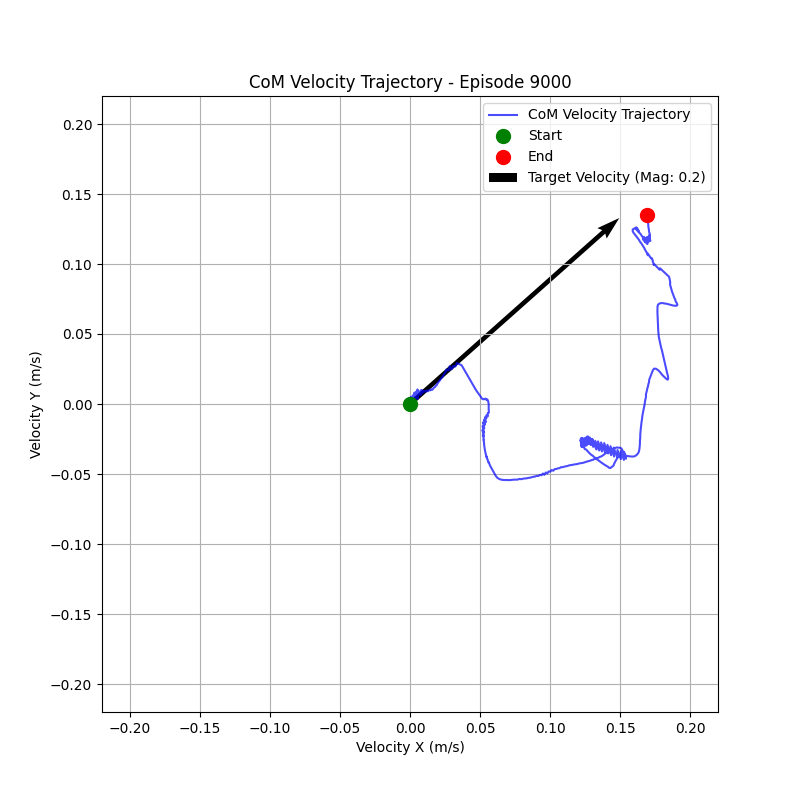 CoM Velocity Trajectory - Episode 9000
CoM Velocity Trajectory
Start
End
Target Velocity (Mag: 0.2)
0.20
0.15
0.10
0.05
0.00
−0.05
−0.10
−0.15
−0.20
Velocity Y (m/s)
−0.20 −0.15 −0.10 −0.05 0.00 0.05 0.10 0.15 0.20
Velocity X (m/s)